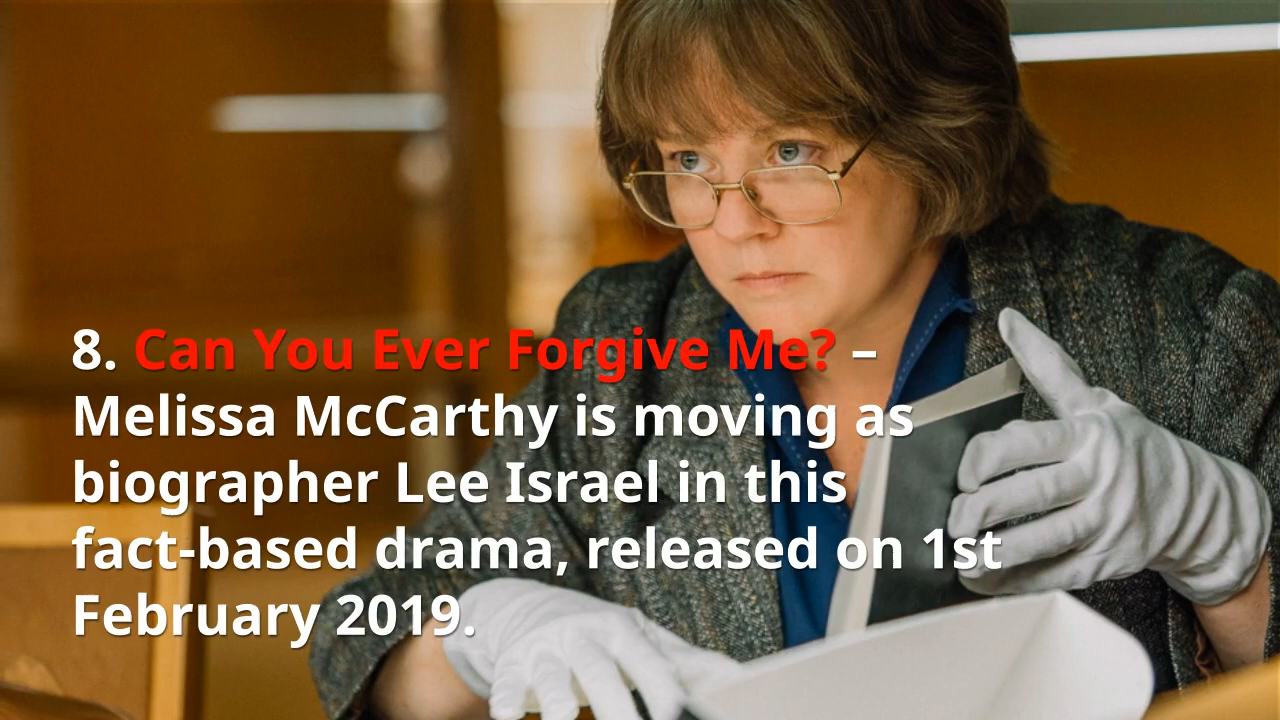 8. Can You Ever Forgive Me? –
Melissa McCarthy is moving as
biographer Lee Israel in this
fact-based drama, released on 1st
February 2019.